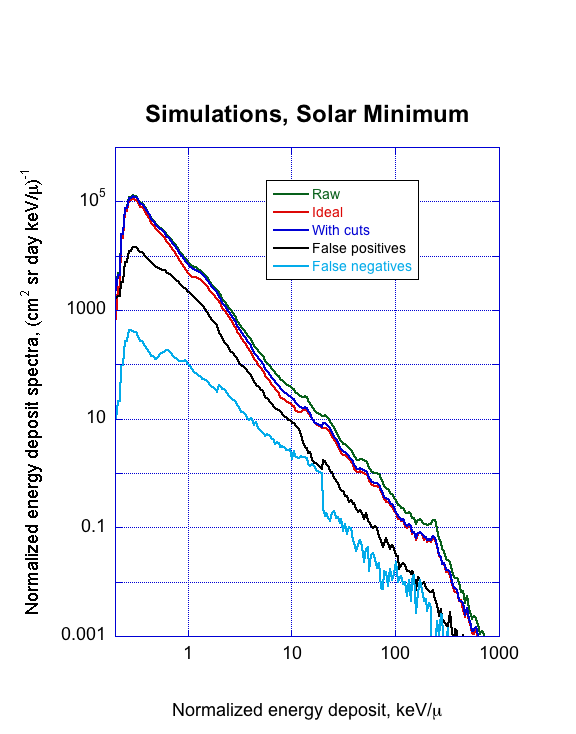 Simulations, Solar Minimum
Normalized energy deposit spectra, (cm² sr day keV/μ)⁻¹
10⁵
1000
10
0.1
0.001
Raw
Ideal
With cuts
False positives
False negatives
1
10
100
1000
Normalized energy deposit, keV/μ